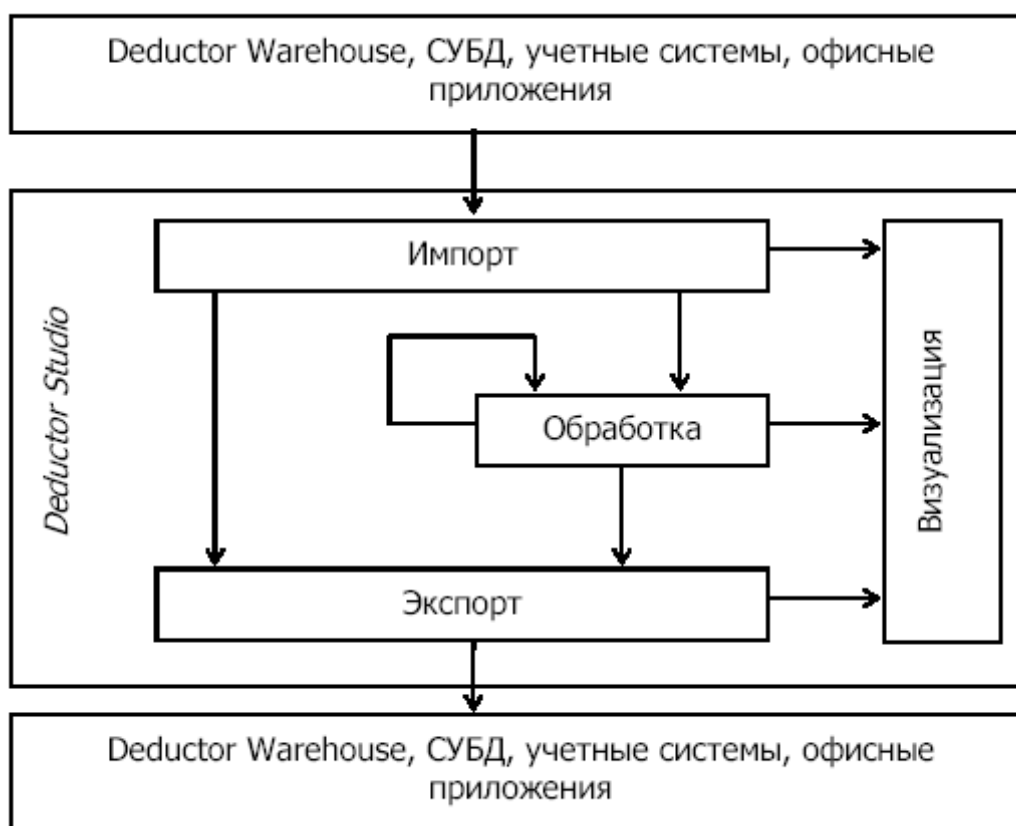 Deductor Warehouse, СУБД, учетные системы, офисные
приложения
Импорт
Deductor Studio
Обработка
Визуализация
Экспорт
Deductor Warehouse, СУБД, учетные системы, офисные
приложения